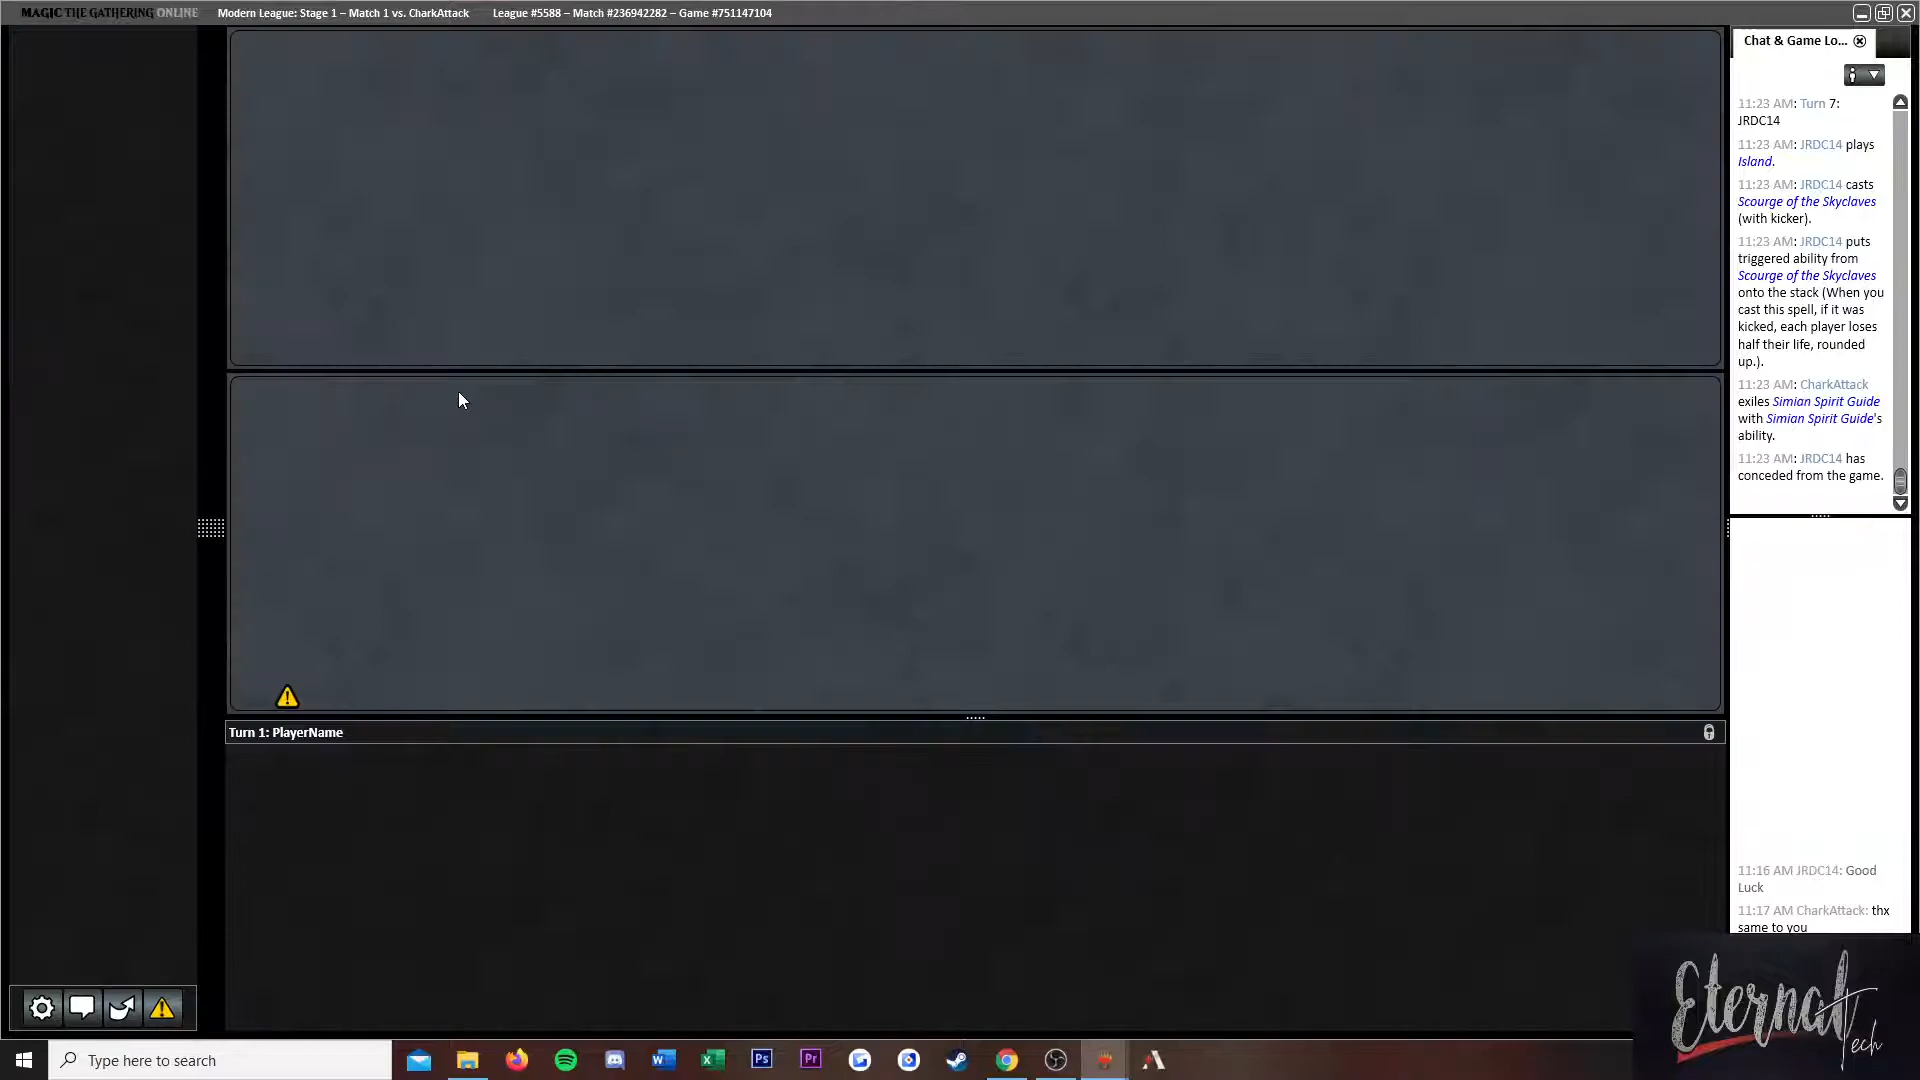 MAGIC THE GATHERING ONLINE Modern League: Stage 1 – Match 1 vs. CharkAttack League #5588 – Match #236942282 – Game #751147104
Chat & Game Lo...
11:23 AM: Turn 7:
JRDC14
11:23 AM: JRDC14 plays
Island.
11:23 AM: JRDC14 casts
Scourge of the Skyclaves
(with kicker).
11:23 AM: JRDC14 puts
triggered ability from
Scourge of the Skyclaves
onto the stack (When you
cast this spell, if it was
kicked, each player loses
half their life, rounded
up.).
11:23 AM: CharkAttack
exiles Simian Spirit Guide
with Simian Spirit Guide's
ability.
11:23 AM: JRDC14 has
conceded from the game.
Turn 1: PlayerName
11:16 AM JRDC14: Good
Luck
11:17 AM CharkAttack: thx
same to you
Eternal
Tech
Type here to search
W
X
Ps
Pr